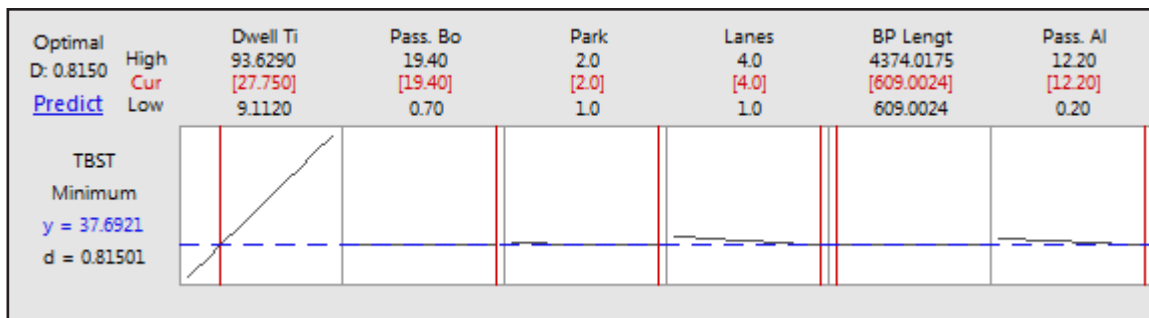 Optimal
D: 0.8150
Predict
High
Cur
Low
Dwell Ti
93.6290
[27.750]
9.1120
Pass. Bo
19.40
[19.40]
0.70
Park
2.0
[2.0]
1.0
Lanes
4.0
[4.0]
1.0
BP Lengt
4374.0175
[609.0024]
609.0024
Pass. Al
12.20
[12.20]
0.20
TBST
Minimum
y = 37.6921
d = 0.81501